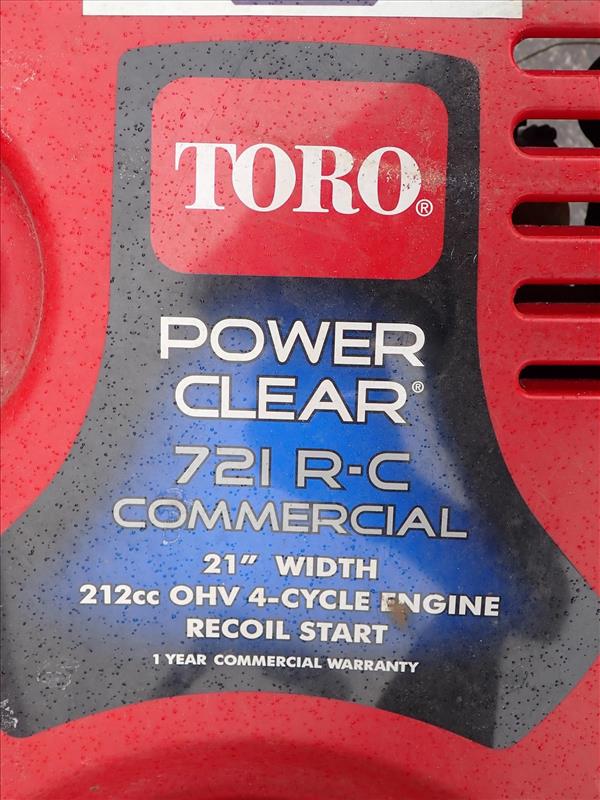 TORO®
POWER
CLEAR®
721 R-C
COMMERCIAL
21" WIDTH
212cc OHV 4-CYCLE ENGINE
RECOIL START
1 YEAR COMMERCIAL WARRANTY